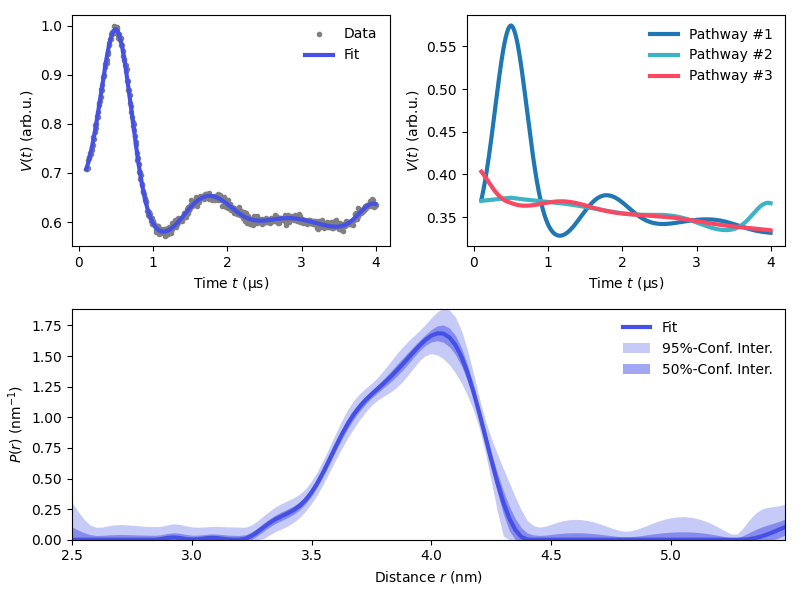 1.0
0.9
0.8
0.7
0.6
V(t) (arb.u.)
Data
Fit
0 1 2 3 4
Time t (μs)
0.55
0.50
0.45
0.40
0.35
V(t) (arb.u.)
Pathway #1
Pathway #2
Pathway #3
0 1 2 3 4
Time t (μs)
1.75
1.50
1.25
1.00
0.75
0.50
0.25
0.00
P(r) (nm⁻¹)
Fit
95%-Conf. Inter.
50%-Conf. Inter.
2.5 3.0 3.5 4.0 4.5 5.0
Distance r (nm)